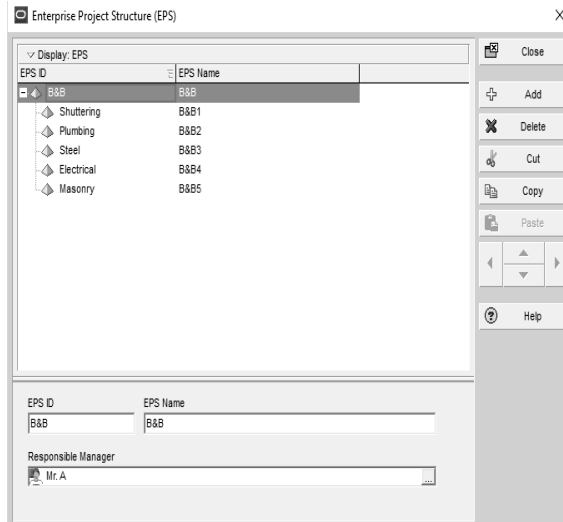 Enterprise Project Structure (EPS)
Display: EPS
EPS ID EPS Name
B&B B&B
Shuttering B&B1
Plumbing B&B2
Steel B&B3
Electrical B&B4
Masonry B&B5
Close
Add
Delete
Cut
Copy
Paste
Help
EPS ID EPS Name
B&B B&B
Responsible Manager
Mr. A ...